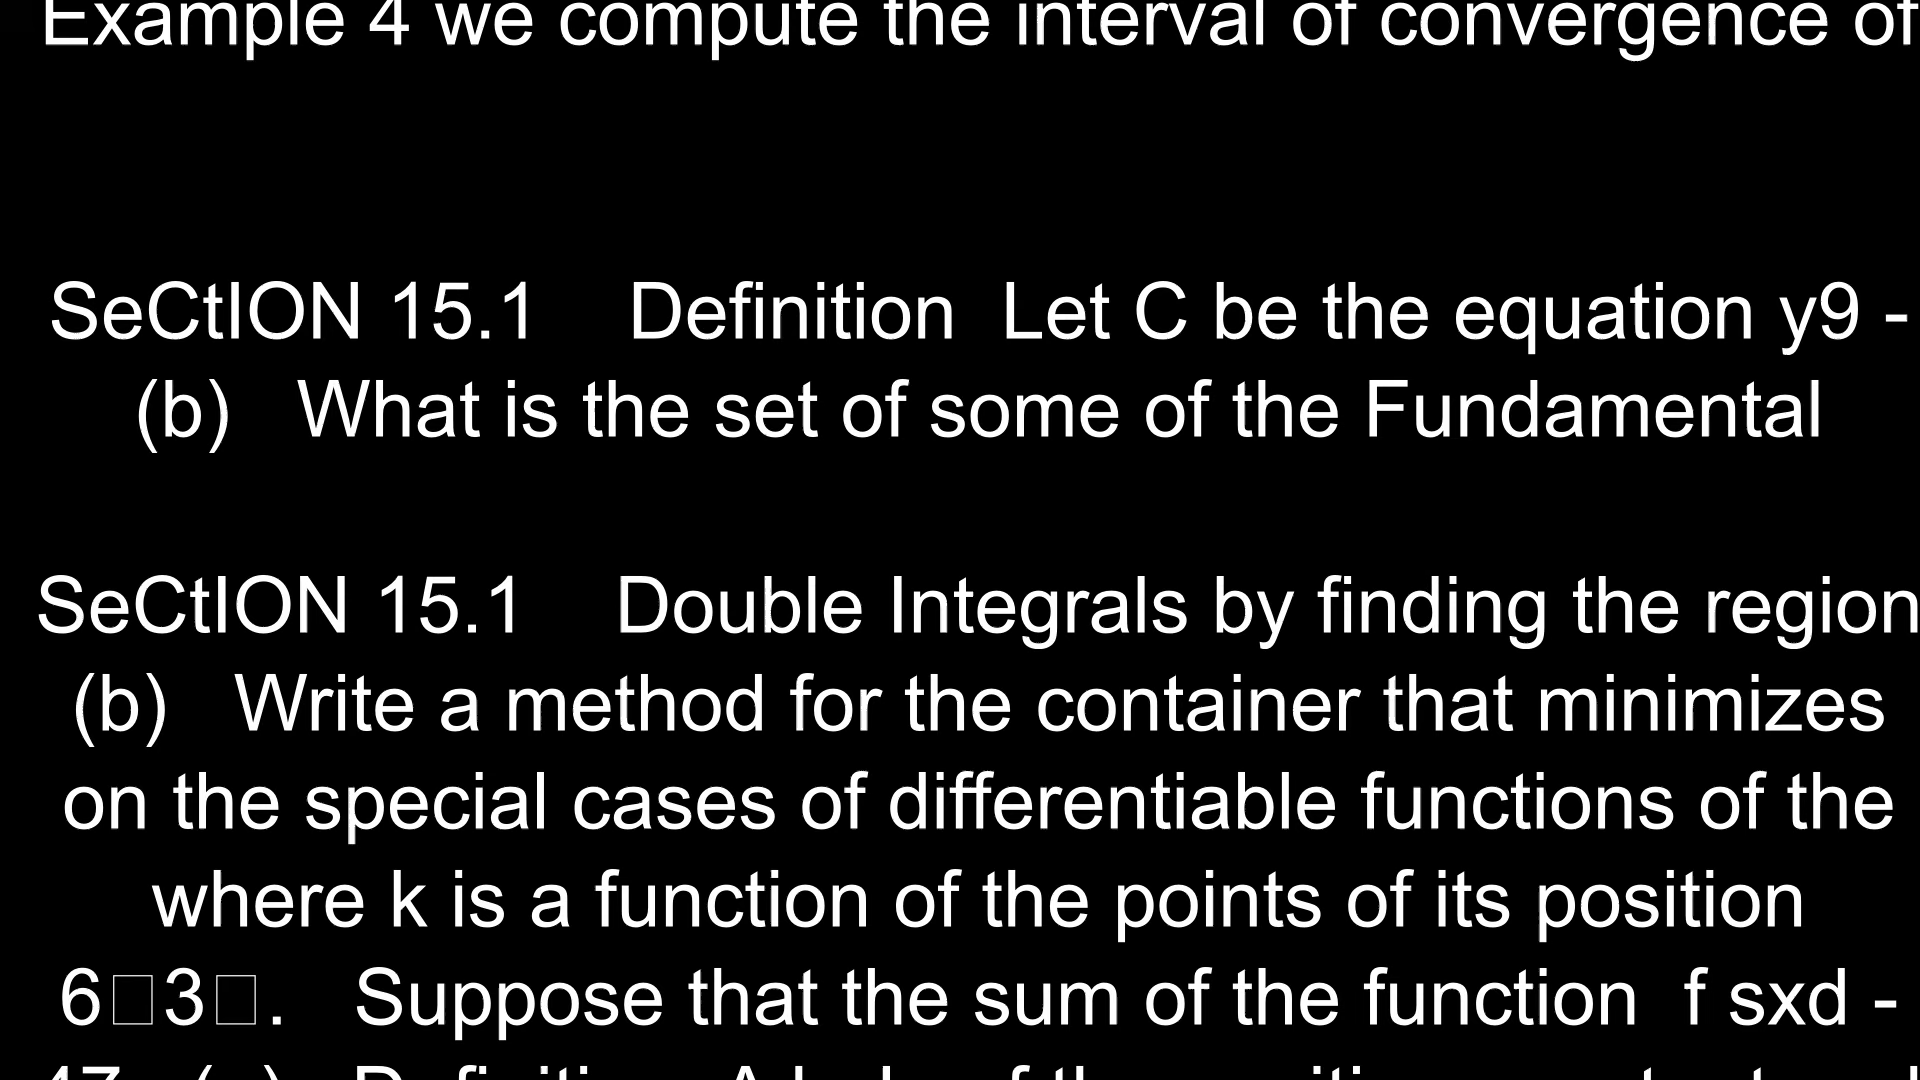 Example 4 we compute the interval of convergence of
SeCtION 15.1 Definition Let C be the equation y9 -
(b) What is the set of some of the Fundamental
SeCtION 15.1 Double Integrals by finding the region
(b) Write a method for the container that minimizes
on the special cases of differentiable functions of the
where k is a function of the points of its position
6□3□. Suppose that the sum of the function f sxd -